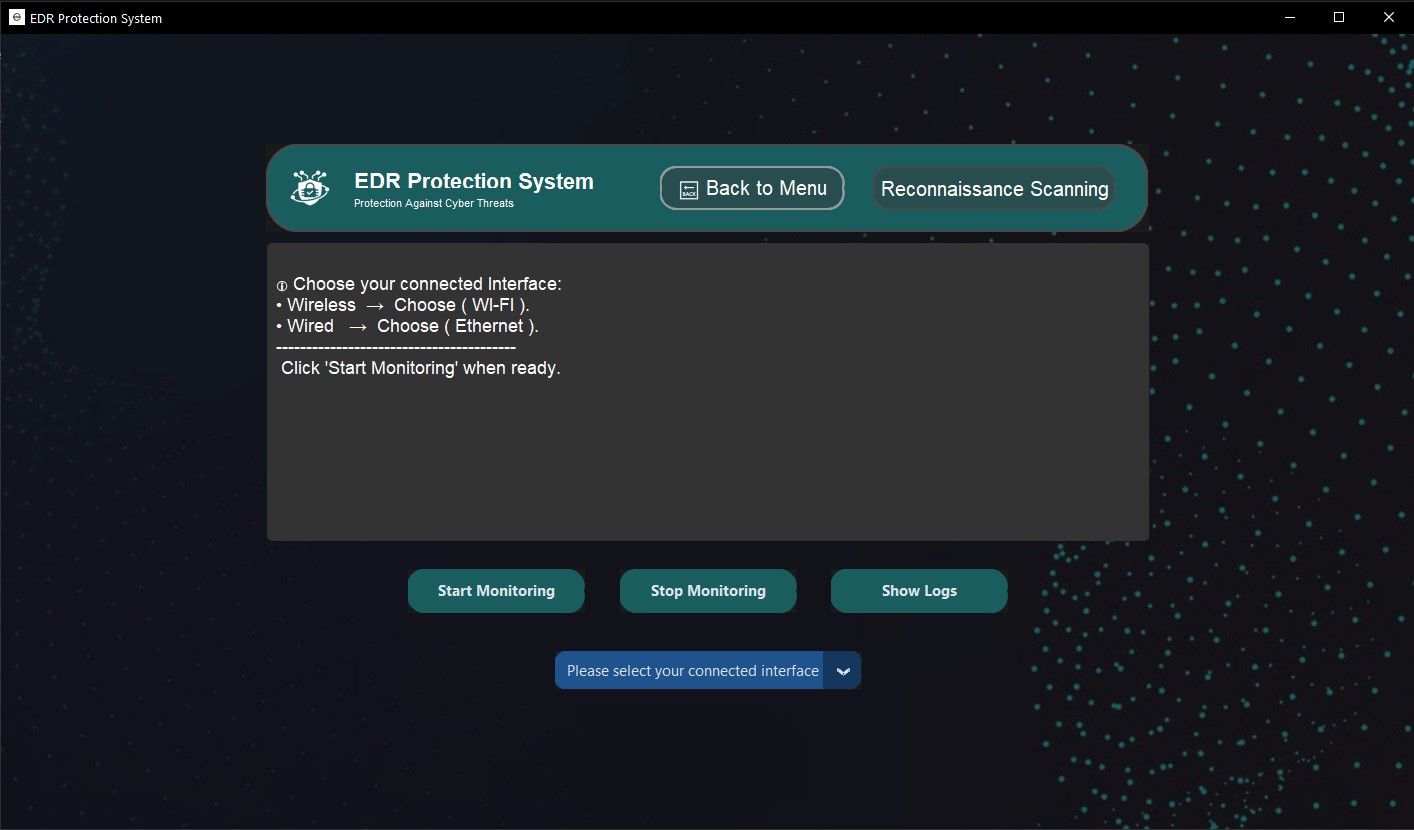 EDR Protection System
EDR Protection System
Protection Against Cyber Threats
BACK Back to Menu
Reconnaissance Scanning
ⓘ Choose your connected Interface:
• Wireless → Choose ( WI-FI ).
• Wired → Choose ( Ethernet ).
----------------------------------------
Click 'Start Monitoring' when ready.
Start Monitoring
Stop Monitoring
Show Logs
Please select your connected interface